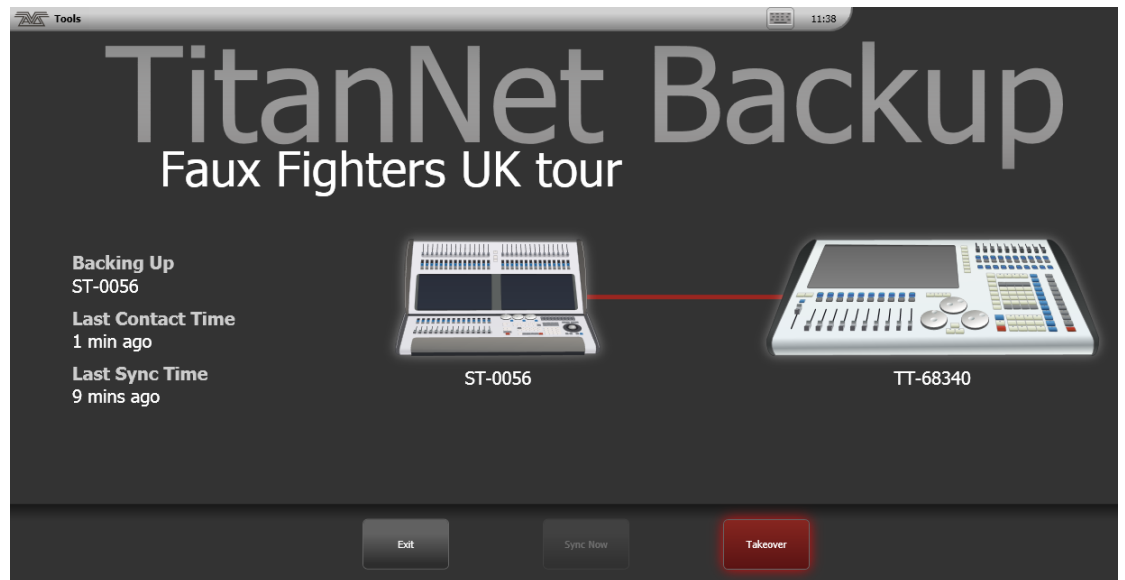 Tools
11:38
TitanNet Backup
Faux Fighters UK tour
Backing Up
ST-0056
Last Contact Time
1 min ago
Last Sync Time
9 mins ago
ST-0056
TT-68340
Exit
Sync Now
Takeover